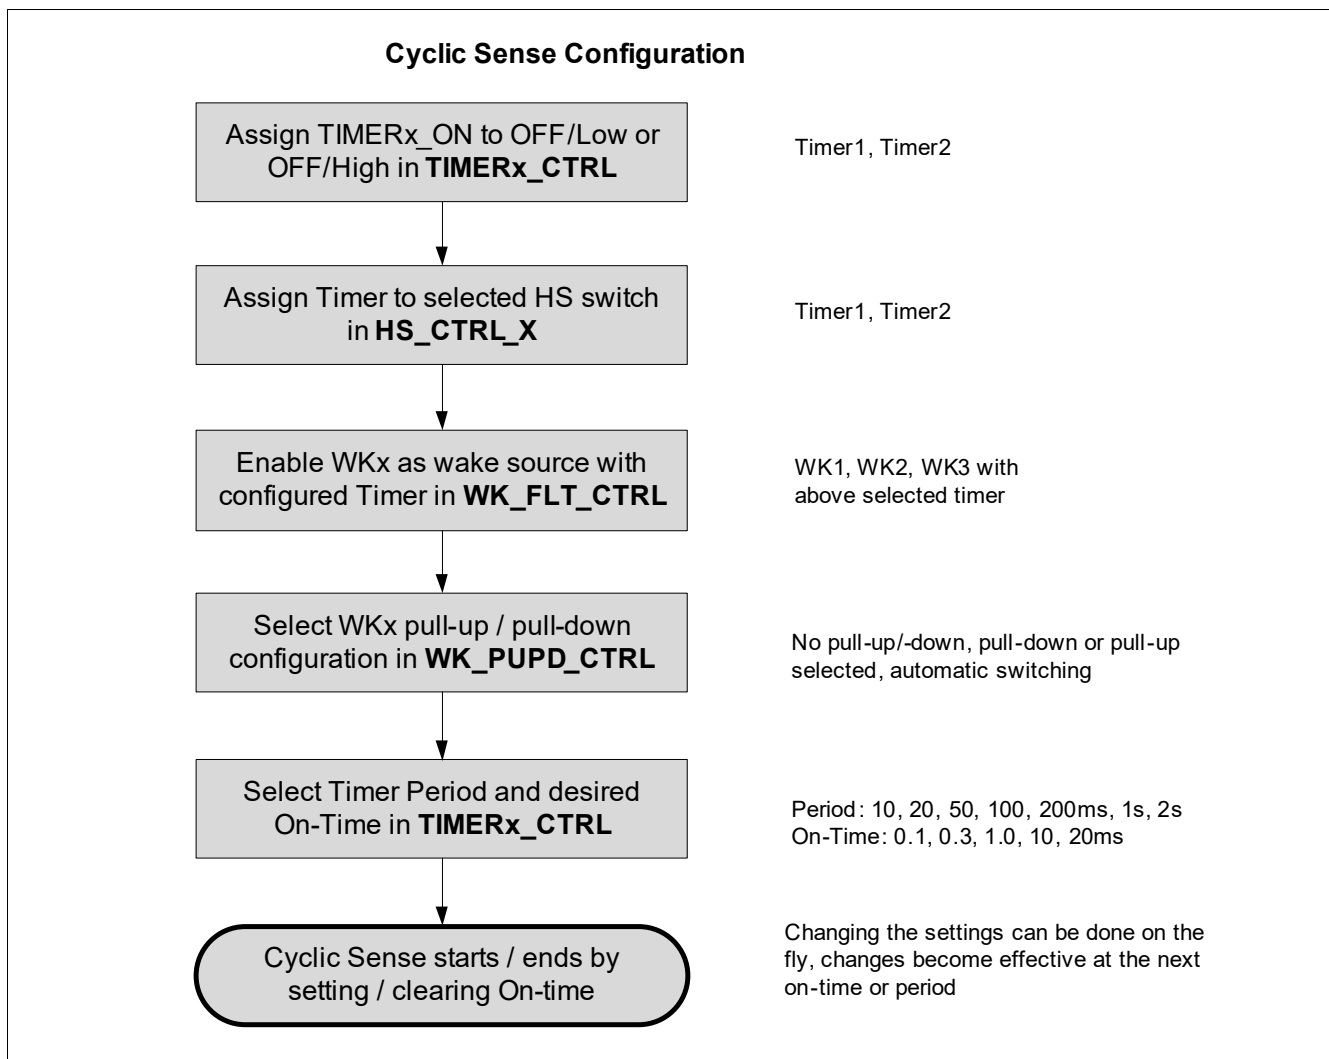 Cyclic Sense Configuration
Assign TIMERx_ON to OFF/Low or
OFF/High in TIMERx_CTRL
Timer1, Timer2
Assign Timer to selected HS switch
in HS_CTRL_X
Timer1, Timer2
Enable WKx as wake source with
configured Timer in WK_FLT_CTRL
WK1, WK2, WK3 with
above selected timer
Select WKx pull-up / pull-down
configuration in WK_PUPD_CTRL
No pull-up/-down, pull-down or pull-up
selected, automatic switching
Select Timer Period and desired
On-Time in TIMERx_CTRL
Period: 10, 20, 50, 100, 200ms, 1s, 2s
On-Time: 0.1, 0.3, 1.0, 10, 20ms
Cyclic Sense starts / ends by
setting / clearing On-time
Changing the settings can be done on the
fly, changes become effective at the next
on-time or period